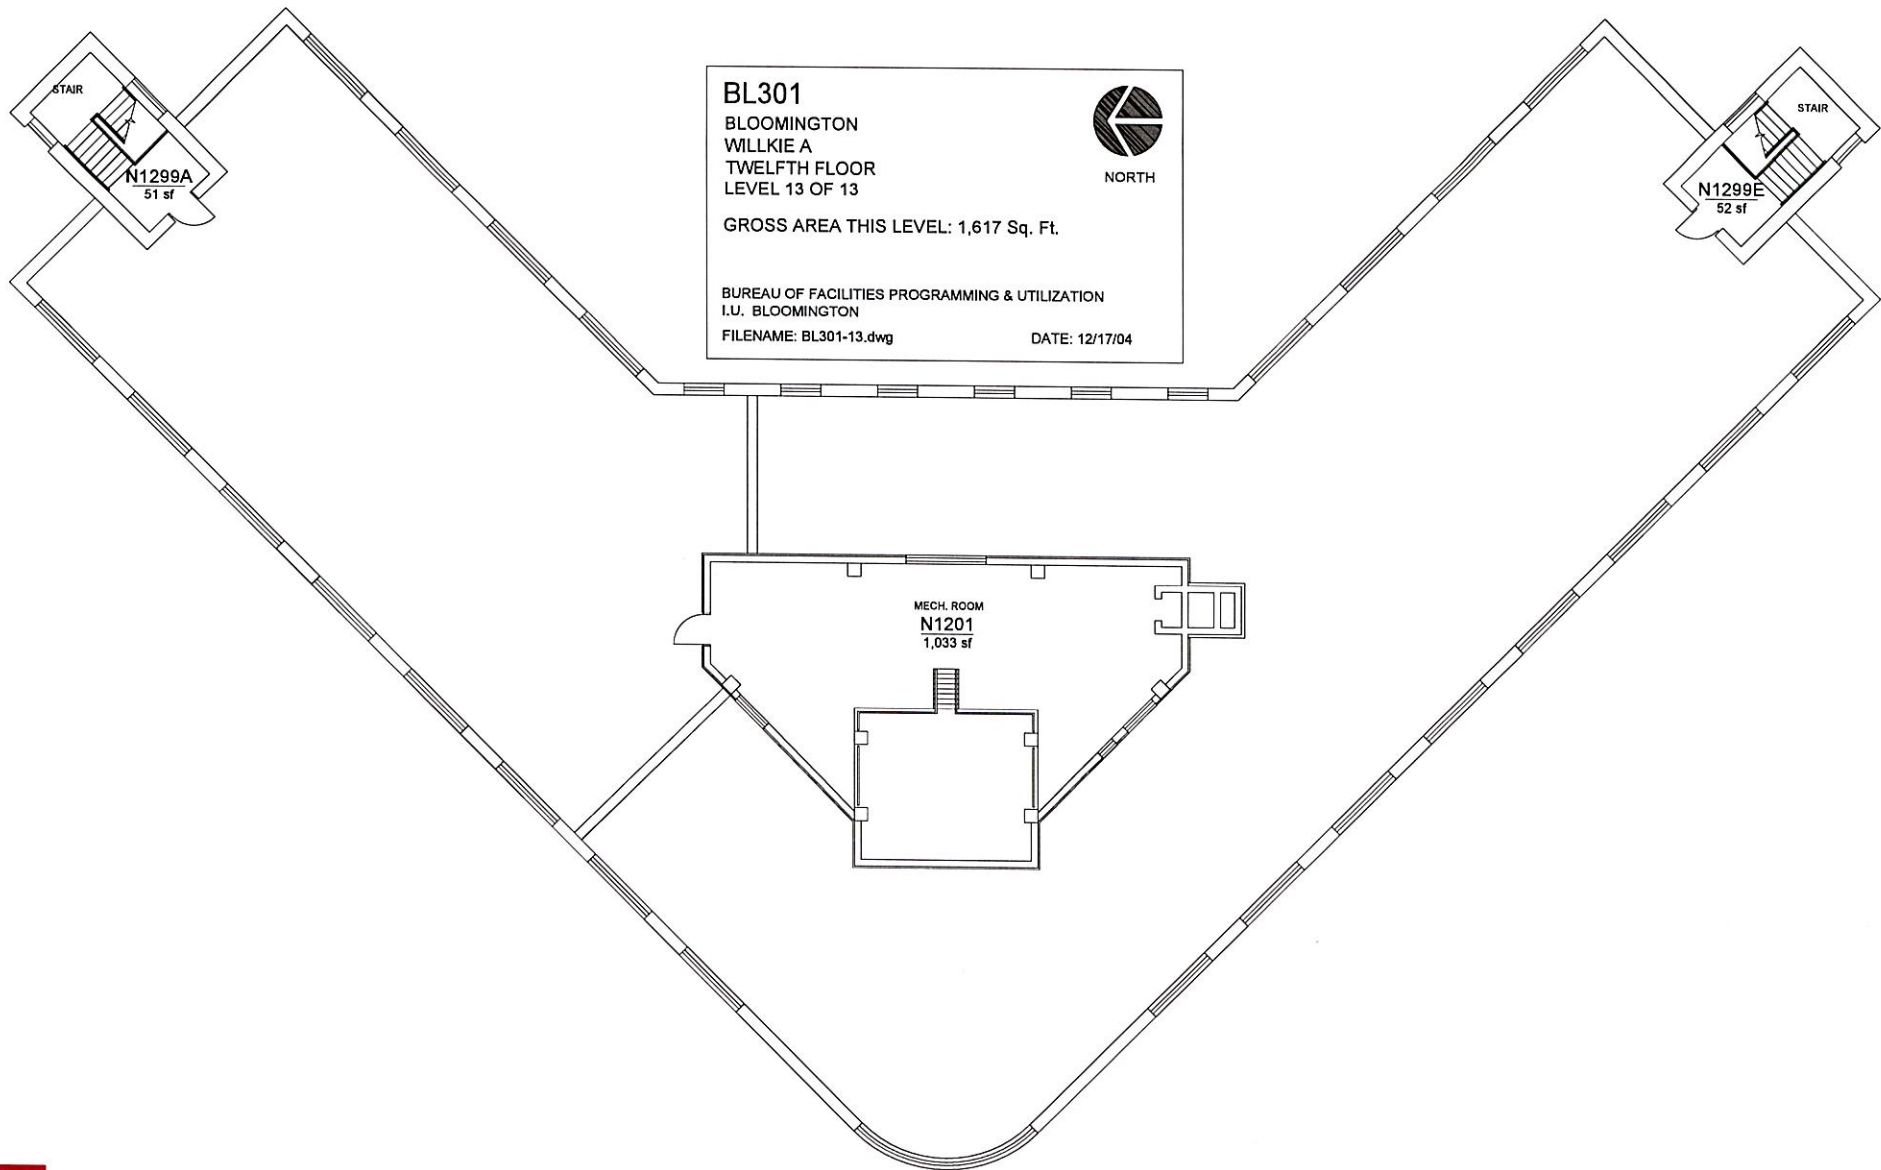 BL301
BLOOMINGTON
WILLKIE A
TWELFTH FLOOR
LEVEL 13 OF 13
GROSS AREA THIS LEVEL: 1,617 Sq. Ft.
BUREAU OF FACILITIES PROGRAMMING & UTILIZATION
I.U. BLOOMINGTON
FILENAME: BL301-13.dwg DATE: 12/17/04
NORTH
STAIR
N1299A
51 sf
STAIR
N1299E
52 sf
MECH. ROOM
N1201
1,033 sf